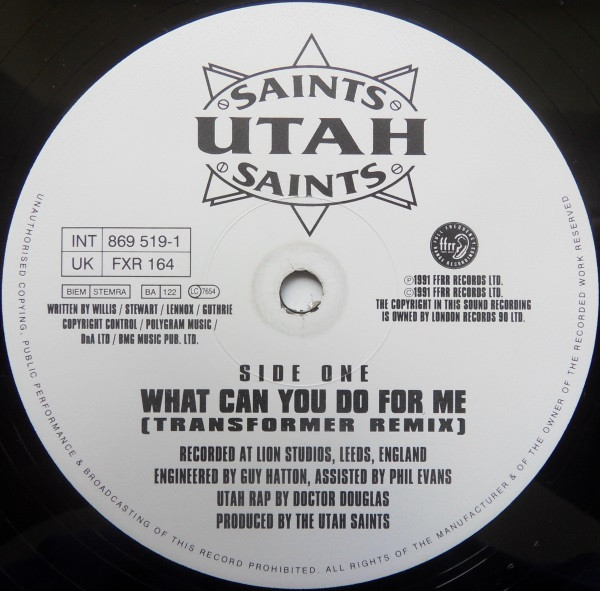 SAINTS
UTAH
SAINTS
INT 869 519-1
UK FXR 164
BIEM STEMRA BA 122 LC 7654
WRITTEN BY WILLIS / STEWART / LENNOX / GUTHRIE
COPYRIGHT CONTROL / POLYGRAM MUSIC /
DnA LTD / BMG MUSIC PUB. LTD.
FULL FREQUENCY RANGE RECORDINGS
ffrr
℗1991 FFRR RECORDS LTD.
©1991 FFRR RECORDS LTD.
THE COPYRIGHT IN THIS SOUND RECORDING
IS OWNED BY LONDON RECORDS 90 LTD.
SIDE ONE
WHAT CAN YOU DO FOR ME
(TRANSFORMER REMIX)
RECORDED AT LION STUDIOS, LEEDS, ENGLAND
ENGINEERED BY GUY HATTON, ASSISTED BY PHIL EVANS
UTAH RAP BY DOCTOR DOUGLAS
PRODUCED BY THE UTAH SAINTS
UNAUTHORISED COPYING, PUBLIC PERFORMANCE & BROADCASTING OF THIS RECORD PROHIBITED. ALL RIGHTS OF THE MANUFACTURER & OF THE OWNER OF THE RECORDED WORK RESERVED